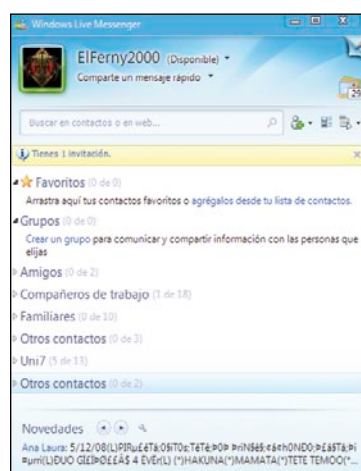 Windows Live Messenger
ElFerny2000 (Disponible)
Comparte un mensaje rápido
29
Buscar en contactos o en web...
Tienes 1 invitación.
Favoritos (0 de 0)
Arrastra aquí tus contactos favoritos o agrégalos desde tu lista de contactos.
Grupos (0 de 0)
Crear un grupo para comunicar y compartir información con las personas que
elijas
Amigos (0 de 2)
Compañeros de trabajo (1 de 18)
Familiares (0 de 10)
Otros contactos (0 de 3)
Uni7 (5 de 13)
Otros contactos (0 de 2)
Novedades
Ana Laura: 5/12/08(L)
(*)HAKUNA(*)MAMATA(*)TETE